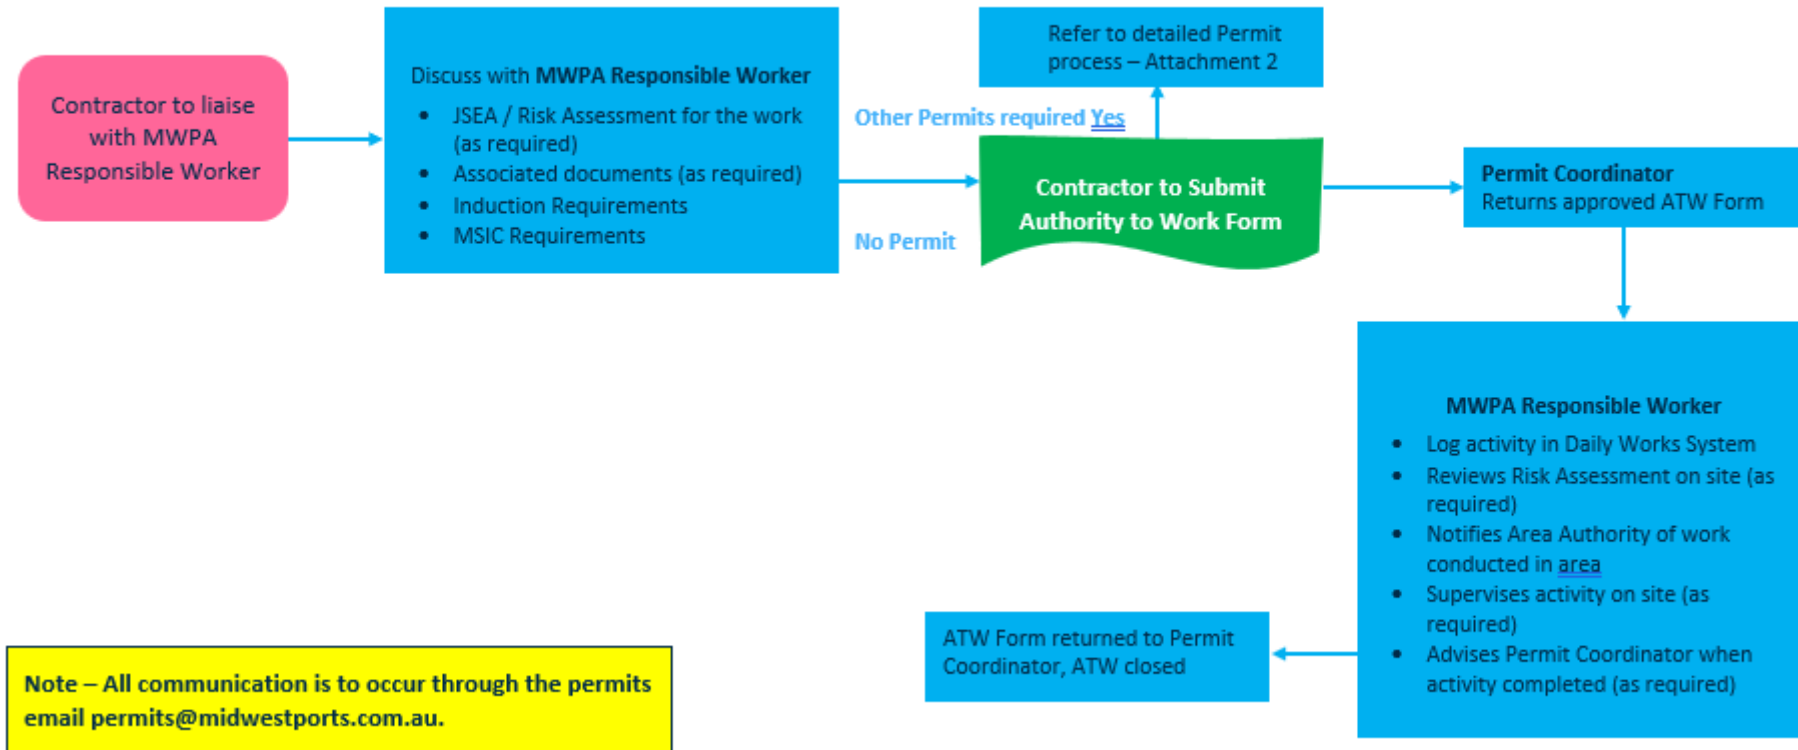 Contractor to liaise
with MWPA
Responsible Worker
Discuss with MWPA Responsible Worker
• JSEA / Risk Assessment for the work
(as required)
• Associated documents (as required)
• Induction Requirements
• MSIC Requirements
Other Permits required Yes
No Permit
Refer to detailed Permit
process – Attachment 2
Contractor to Submit
Authority to Work Form
Permit Coordinator
Returns approved ATW Form
MWPA Responsible Worker
• Log activity in Daily Works System
• Reviews Risk Assessment on site (as
required)
• Notifies Area Authority of work
conducted in area
• Supervises activity on site (as
required)
• Advises Permit Coordinator when
activity completed (as required)
ATW Form returned to Permit
Coordinator, ATW closed
Note – All communication is to occur through the permits
email permits@midwestports.com.au.